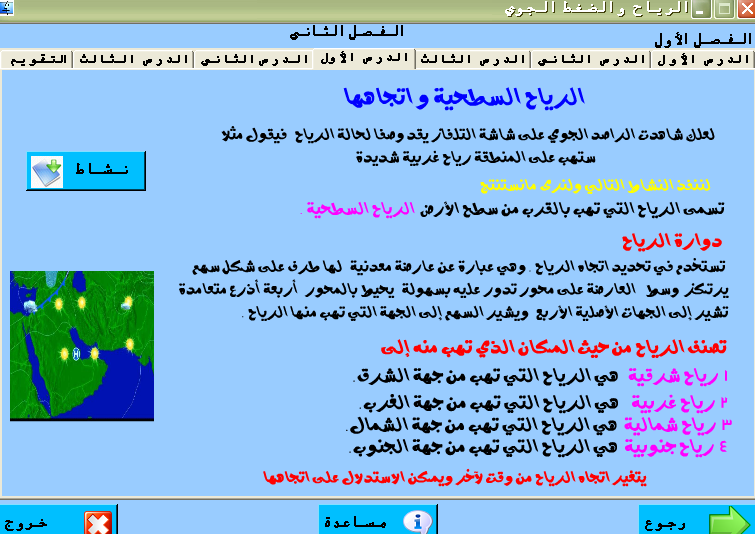 الرياح والضغط الجوي
الفصل الثاني
الفصل الأول
الدرس الأول
الدرس الثاني
الدرس الثالث
الدرس الأول
الدرس الثاني
الدرس الثالث
التقويم
الرياح السطحية و اتجاهها
لعلك شاهدت الراصد الجوي على شاشة التلفاز يقد وصفا لحالة الرياح فيقول مثلا
ستهب على المنطقة رياح غربية شديدة
نشاط
لننفذ النشاط التالي ولنرى ماتستنتج
تسمى الرياح التي تهب بالقرب من سطح الأرض الرياح السطحية .
دوارة الرياح
تستخدم في تحديد اتجاه الرياح . وهي عبارة عن عارضة معدنية لها طرف على شكل سهم
يرتكز وسط العارضة على محور تدور عليه بسهولة يحيط بالمحور أربعة أذرع متعامدة
تشير إلى الجهات الأصلية الأربع ويشير السهم إلى الجهة التي تهب منها الرياح .
تصنف الرياح من حيث المكان الذي تهب منه إلى
١ رياح شرقية هي الرياح التي تهب من جهة الشرق.
٢ رياح غربية هي الرياح التي تهب من جهة الغرب.
٣ رياح شمالية هي الرياح التي تهب من جهة الشمال.
٤ رياح جنوبية هي الرياح التي تهب من جهة الجنوب.
يتغير اتجاه الرياح من وقت لأخر ويمكن الاستدلال على اتجاهها
رجوع
مساعدة
خروج